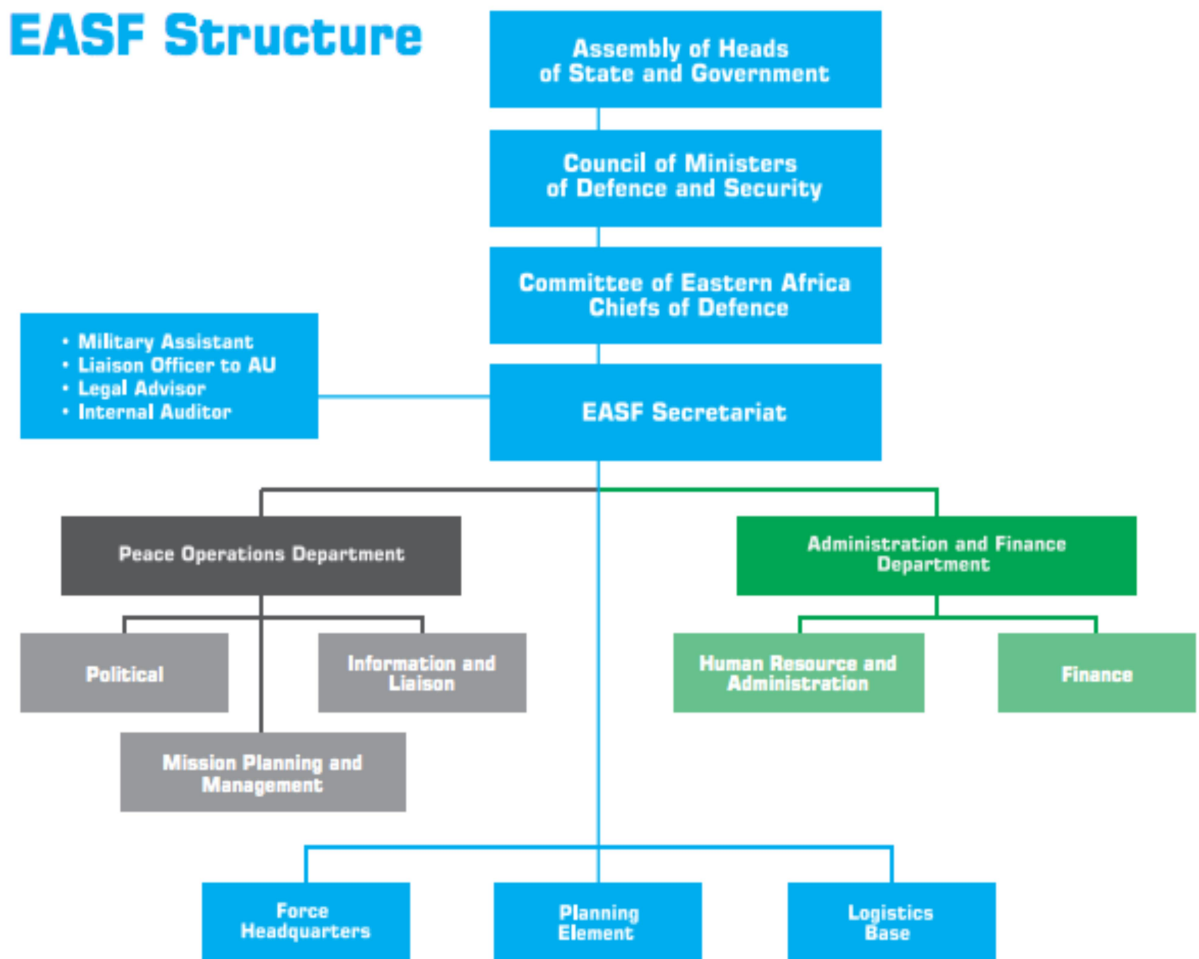 EASF Structure
Assembly of Heads
of State and Government
Council of Ministers
of Defence and Security
Committee of Eastern Africa
Chiefs of Defence
• Military Assistant
• Liaison Officer to AU
• Legal Advisor
• Internal Auditor
EASF Secretariat
Peace Operations Department
Administration and Finance
Department
Political
Information and
Liaison
Human Resource and
Administration
Finance
Mission Planning and
Management
Force
Headquarters
Planning
Element
Logistics
Base